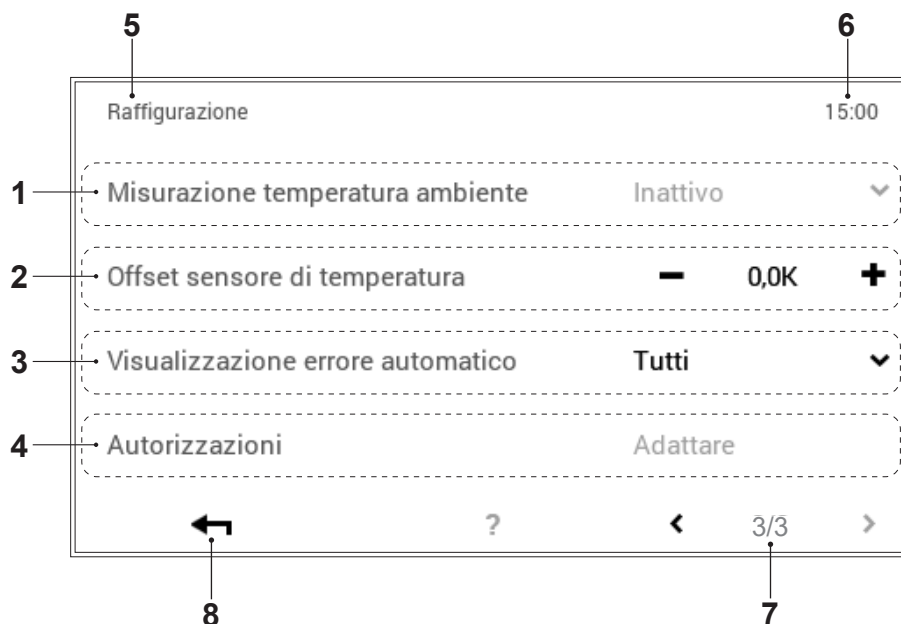 5 6
Raffigurazione 15:00
1 Misurazione temperatura ambiente Inattivo
2 Offset sensore di temperatura − 0,0K +
3 Visualizzazione errore automatico Tutti
4 Autorizzazioni Adattare
? < 3/3 >
8 7